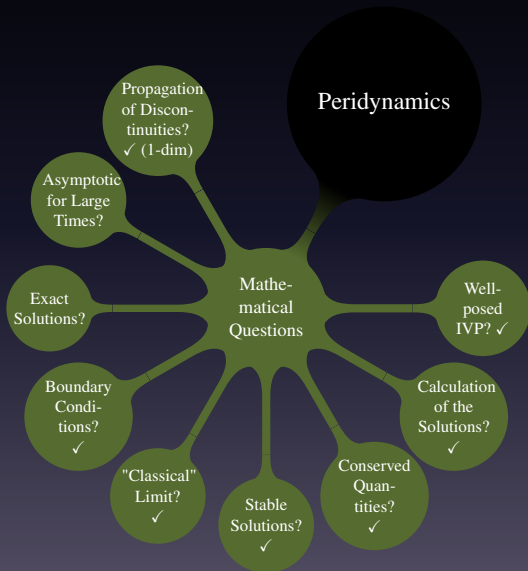 Peridynamics
Propagation
of Discon-
tinuities?
✓ (1-dim)
Asymptotic
for Large
Times?
Mathe-
matical
Questions
Exact
Solutions?
Well-
posed
IVP? ✓
Boundary
Condi-
tions?
✓
Calculation
of the
Solutions?
✓
"Classical"
Limit?
✓
Stable
Solutions?
✓
Conserved
Quan-
tities?
✓